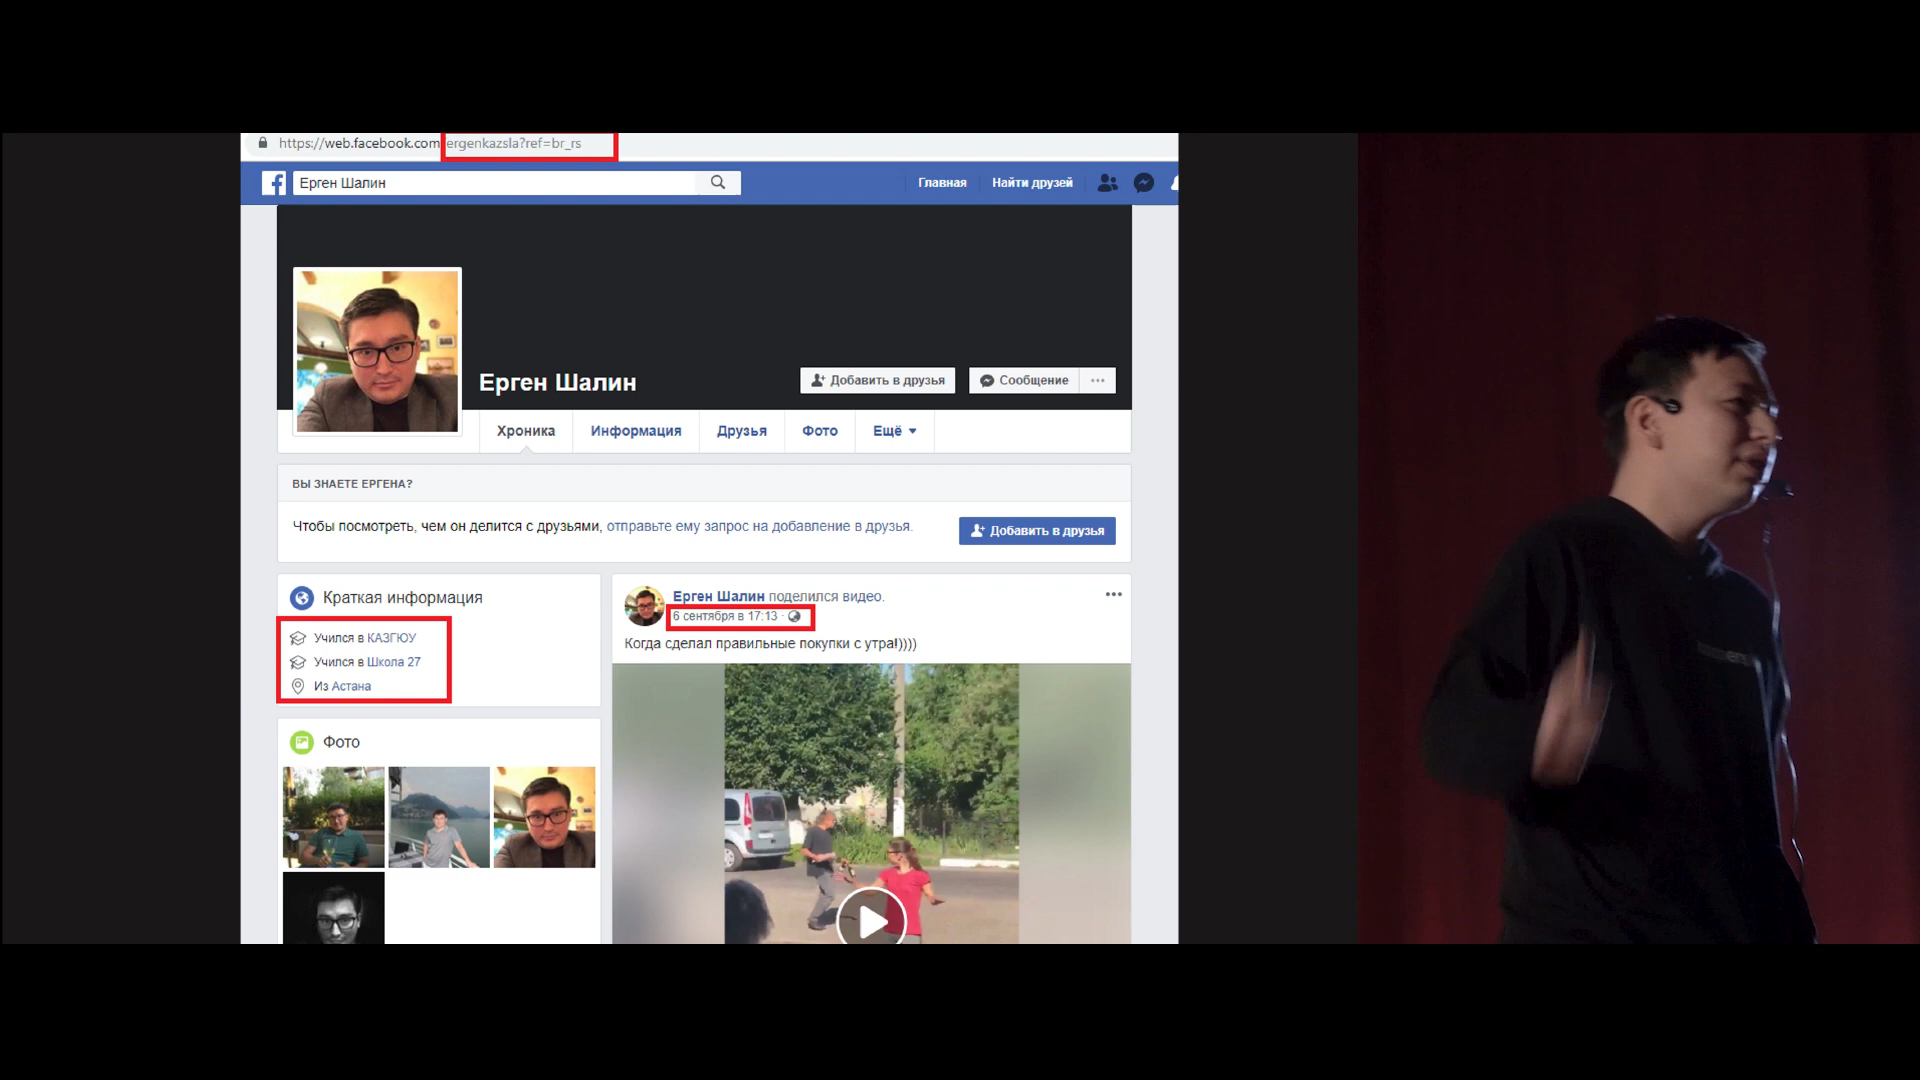 https://web.facebook.com/ergenkazsla?ref=br_rs
Ерген Шалин
Главная
Найти друзей
Ерген Шалин
Добавить в друзья
Сообщение
Хроника
Информация
Друзья
Фото
Ещё
ВЫ ЗНАЕТЕ ЕРГЕНА?
Чтобы посмотреть, чем он делится с друзьями, отправьте ему запрос на добавление в друзья.
Добавить в друзья
Краткая информация
Учился в КАЗГЮУ
Учился в Школа 27
Из Астана
Фото
Ерген Шалин поделился видео.
6 сентября в 17:13 ·
Когда сделал правильные покупки с утра!))))